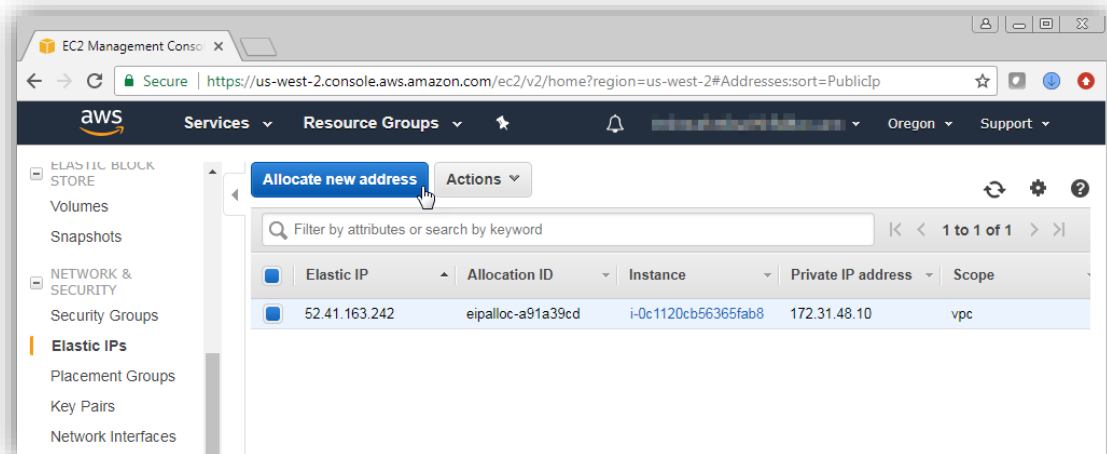 EC2 Management Conso
Secure | https://us-west-2.console.aws.amazon.com/ec2/v2/home?region=us-west-2#Addresses:sort=PublicIp
aws Services Resource Groups Oregon Support
ELASTIC BLOCK
STORE
Volumes
Snapshots
NETWORK &
SECURITY
Security Groups
Elastic IPs
Placement Groups
Key Pairs
Network Interfaces
Allocate new address Actions
Filter by attributes or search by keyword 1 to 1 of 1
Elastic IP Allocation ID Instance Private IP address Scope
52.41.163.242 eipalloc-a91a39cd i-0c1120cb56365fab8 172.31.48.10 vpc